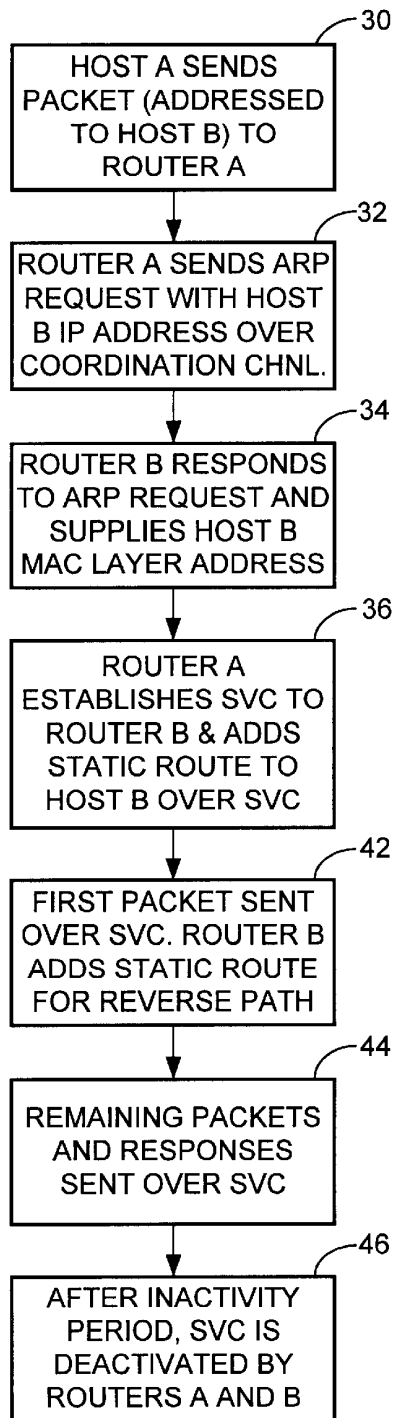 30
HOST A SENDS
PACKET (ADDRESSED
TO HOST B) TO
ROUTER A
32
ROUTER A SENDS ARP
REQUEST WITH HOST
B IP ADDRESS OVER
COORDINATION CHNL.
34
ROUTER B RESPONDS
TO ARP REQUEST AND
SUPPLIES HOST B
MAC LAYER ADDRESS
36
ROUTER A
ESTABLISHES SVC TO
ROUTER B & ADDS
STATIC ROUTE TO
HOST B OVER SVC
42
FIRST PACKET SENT
OVER SVC. ROUTER B
ADDS STATIC ROUTE
FOR REVERSE PATH
44
REMAINING PACKETS
AND RESPONSES
SENT OVER SVC
46
AFTER INACTIVITY
PERIOD, SVC IS
DEACTIVATED BY
ROUTERS A AND B